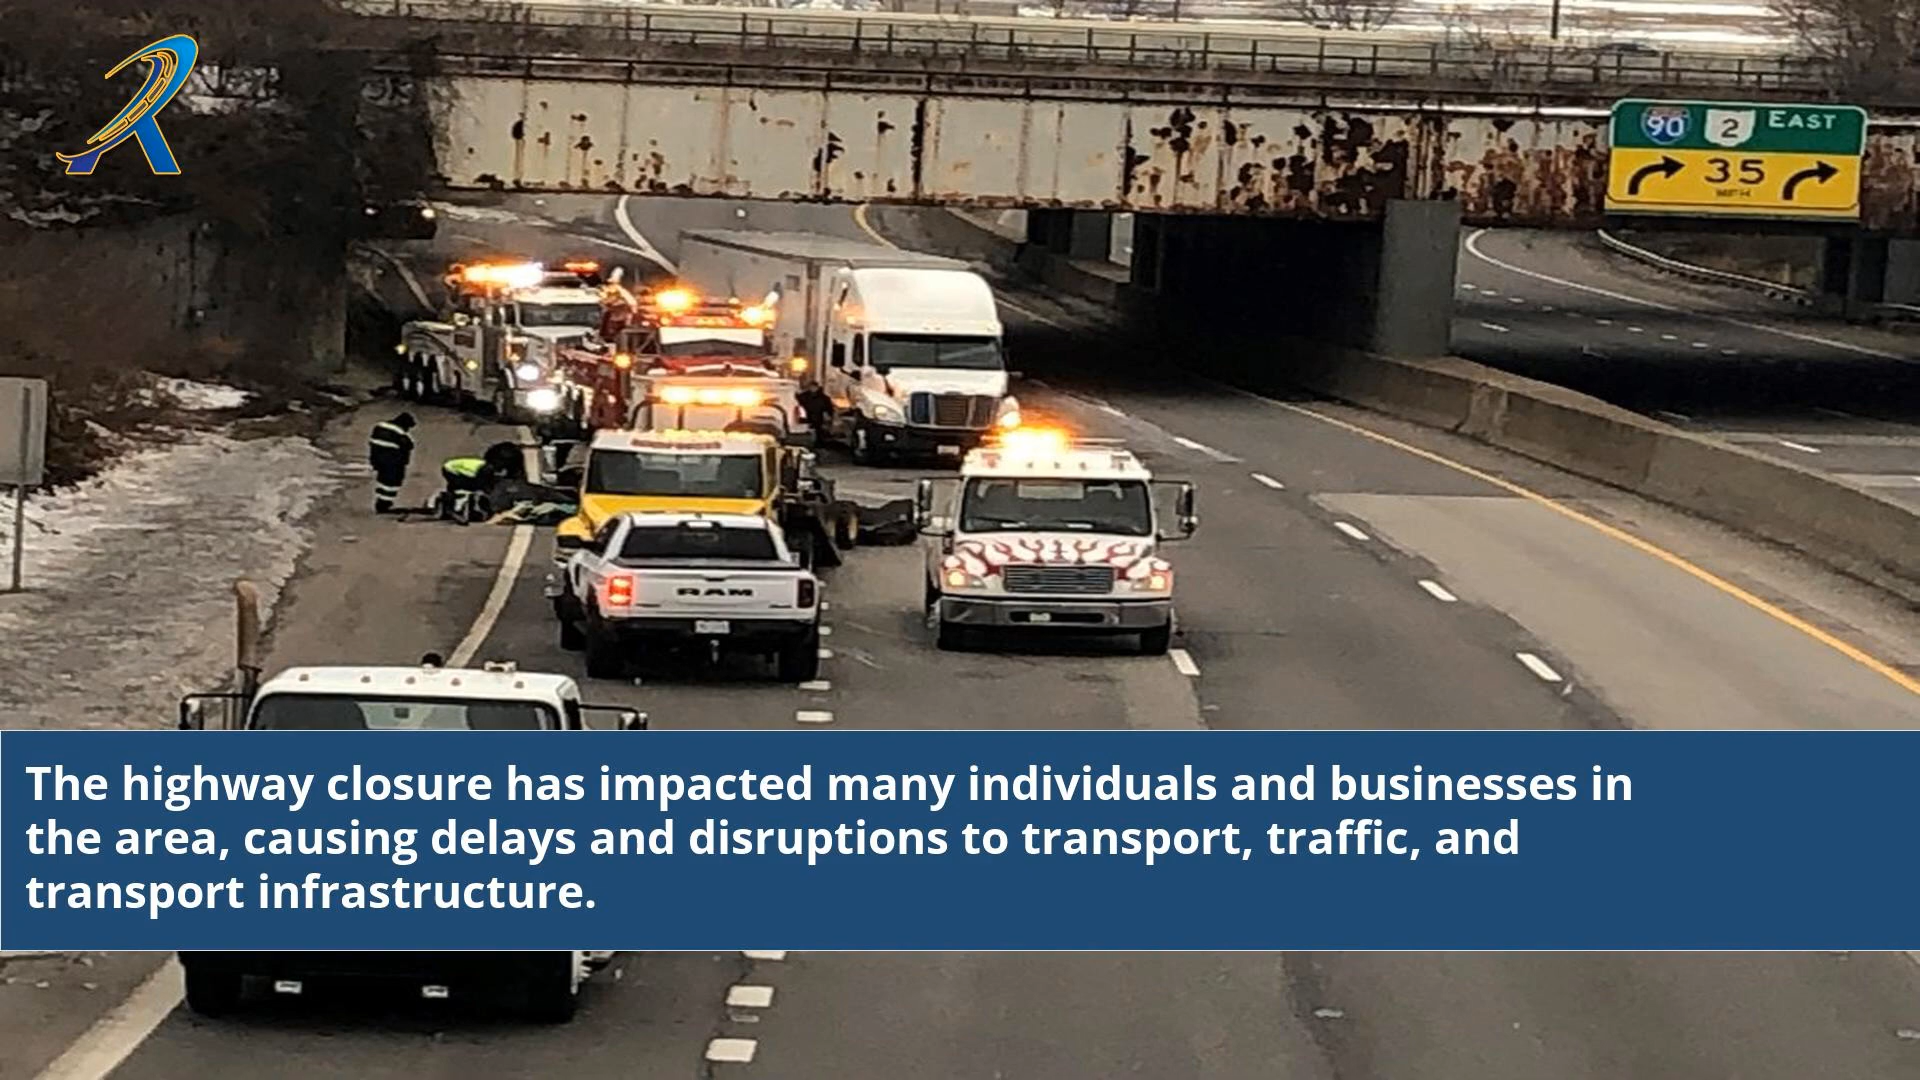 90 2 EAST
35
MPH
RAM
The highway closure has impacted many individuals and businesses in
the area, causing delays and disruptions to transport, traffic, and
transport infrastructure.